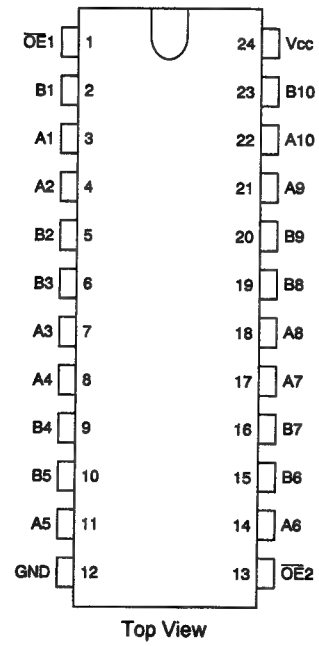 O̅E̅1 1 24 Vcc
B1 2 23 B10
A1 3 22 A10
A2 4 21 A9
B2 5 20 B9
B3 6 19 B8
A3 7 18 A8
A4 8 17 A7
B4 9 16 B7
B5 10 15 B6
A5 11 14 A6
GND 12 13 O̅E̅2
Top View